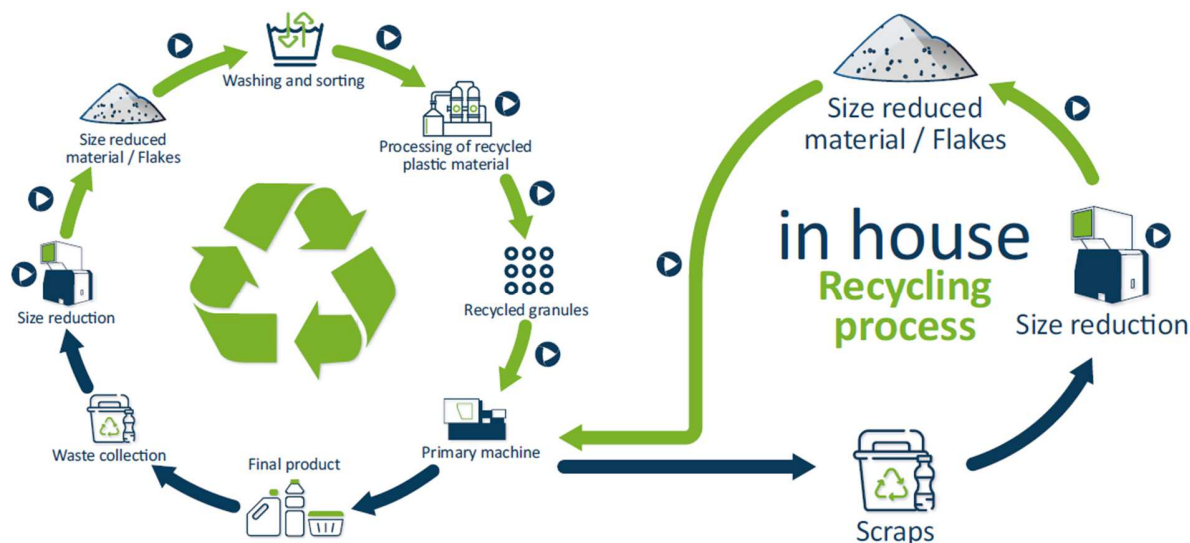 Washing and sorting
Size reduced
material / Flakes
Processing of recycled
plastic material
Size reduction
Recycled granules
Waste collection
Final product
Primary machine
Size reduced
material / Flakes
in house
Recycling
process
Size reduction
Scraps